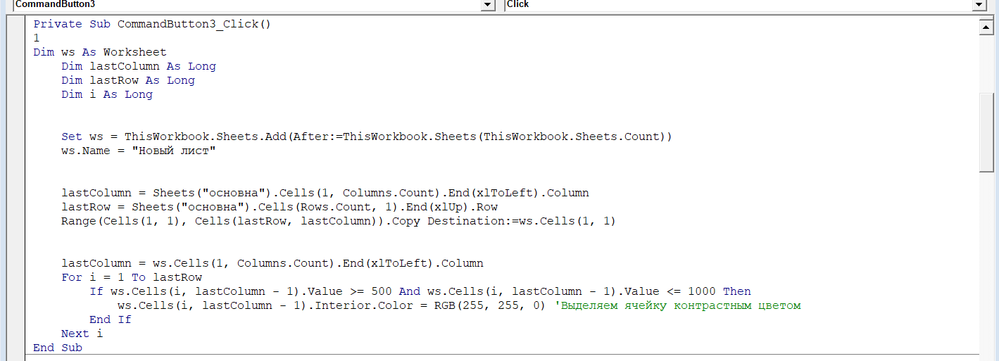 CommandButton3 Click
Private Sub CommandButton3_Click()
1
Dim ws As Worksheet
    Dim lastColumn As Long
    Dim lastRow As Long
    Dim i As Long
    Set ws = ThisWorkbook.Sheets.Add(After:=ThisWorkbook.Sheets(ThisWorkbook.Sheets.Count))
    ws.Name = "Новый лист"
    lastColumn = Sheets("основна").Cells(1, Columns.Count).End(xlToLeft).Column
    lastRow = Sheets("основна").Cells(Rows.Count, 1).End(xlUp).Row
    Range(Cells(1, 1), Cells(lastRow, lastColumn)).Copy Destination:=ws.Cells(1, 1)
    lastColumn = ws.Cells(1, Columns.Count).End(xlToLeft).Column
    For i = 1 To lastRow
        If ws.Cells(i, lastColumn - 1).Value >= 500 And ws.Cells(i, lastColumn - 1).Value <= 1000 Then
            ws.Cells(i, lastColumn - 1).Interior.Color = RGB(255, 255, 0) 'Выделяем ячейку контрастным цветом
        End If
    Next i
End Sub